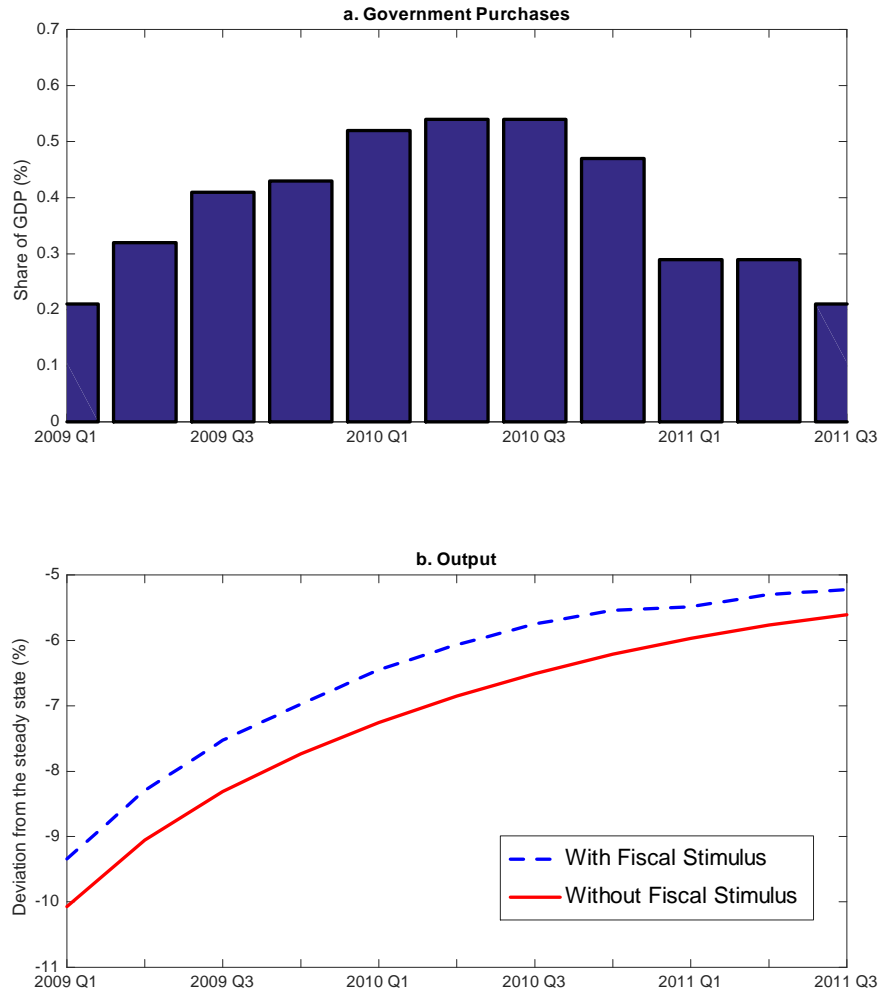 a. Government Purchases
Share of GDP (%)
0.7
0.6
0.5
0.4
0.3
0.2
0.1
0
2009 Q1 2009 Q3 2010 Q1 2010 Q3 2011 Q1 2011 Q3
b. Output
Deviation from the steady state (%)
-5
-6
-7
-8
-9
-10
-11
With Fiscal Stimulus
Without Fiscal Stimulus
2009 Q1 2009 Q3 2010 Q1 2010 Q3 2011 Q1 2011 Q3